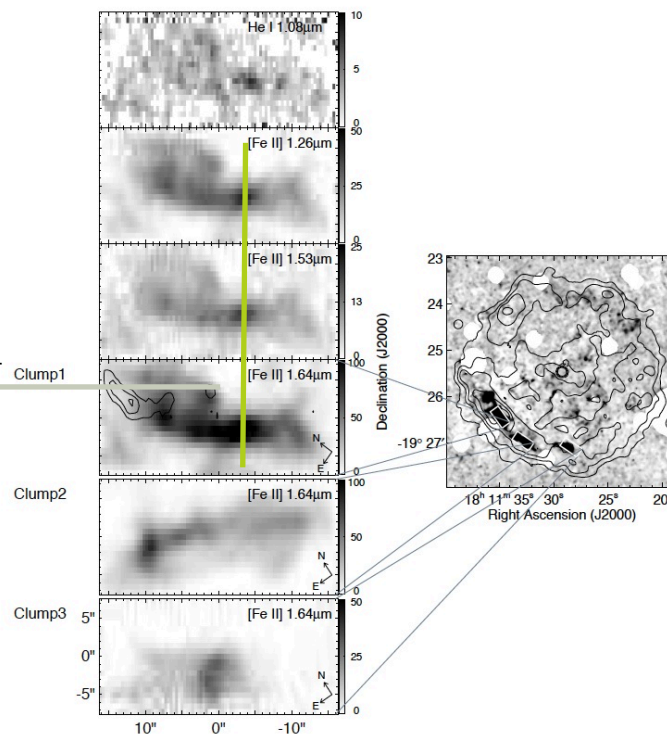 He I 1.08μm
10
5
0
[Fe II] 1.26μm
50
25
0
[Fe II] 1.53μm
25
13
0
Clump1
[Fe II] 1.64μm
100
50
0
N
E
Clump2
[Fe II] 1.64μm
100
50
0
N
E
Clump3
[Fe II] 1.64μm
50
25
0
N
E
5"
0"
-5"
10"
0"
-10"
Declination (J2000)
23
24
25
26
-19° 27'
18h 11m 35s
30s
25s
20
Right Ascension (J2000)